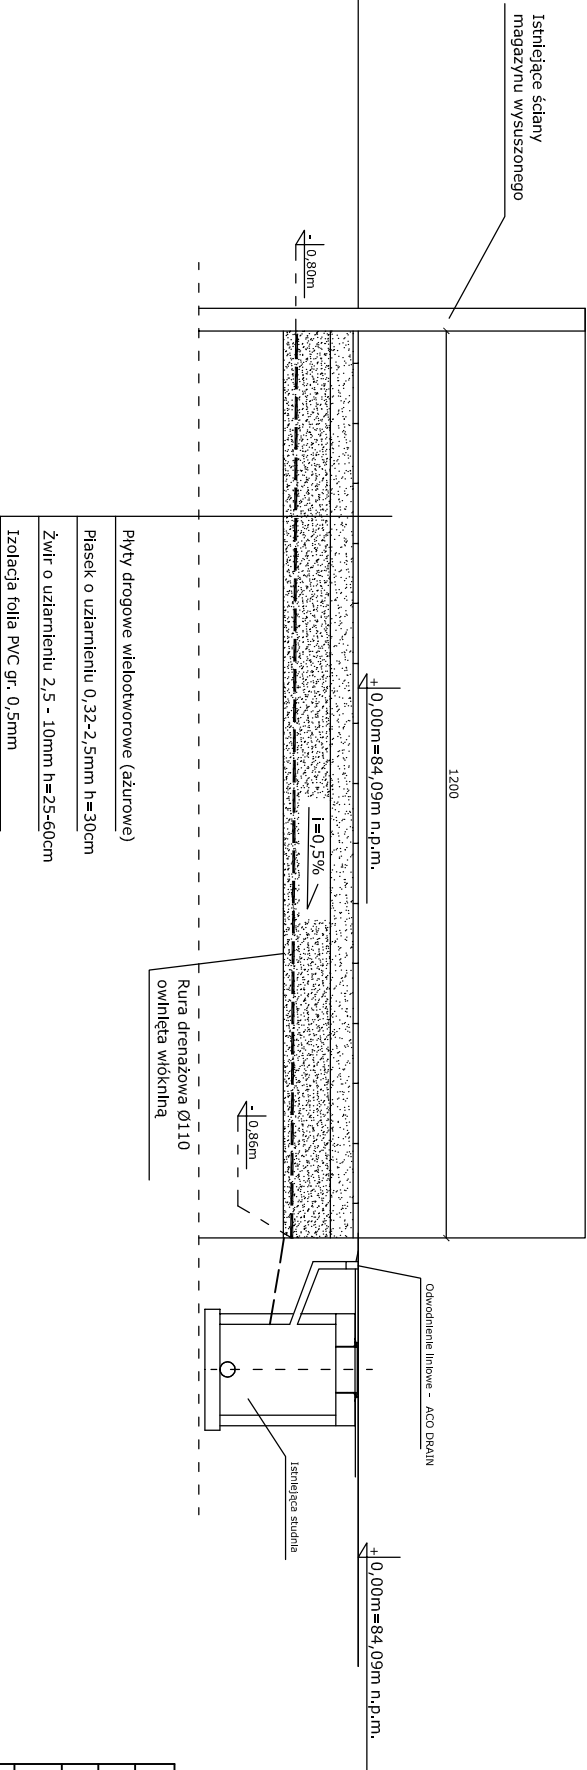 Istniejące ściany
magazynu wysuszonego
- 0,80m
1200
+ 0,00m=84,09m n.p.m.
i=0,5%
Płyty drogowe wielootworowe (ażurowe)
Piasek o uziarnieniu 0,32-2,5mm h=30cm
Żwir o uziarnieniu 2,5 - 10mm h=25-60cm
Izolacja folia PVC gr. 0,5mm
Rura drenażowa Ø110
owinięta włókniną
- 0,86m
Odwodnienie liniowe - ACO DRAIN
Istniejąca studnia
+ 0,00m=84,09m n.p.m.